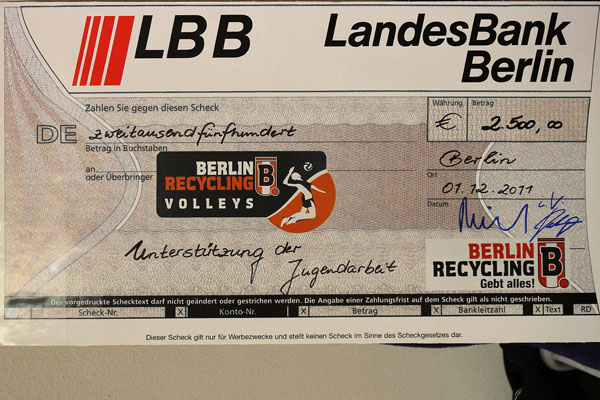 LBB
LandesBank
Berlin
Zahlen Sie gegen diesen Scheck
Währung
Betrag
DE
zweitausendfünfhundert
€
2.500,00
Betrag in Buchstaben
an
oder Überbringer
BERLIN
RECYCLING
B
VOLLEYS
Berlin
Ort
01.12.2011
Datum
i.V.
Unterstützung der
Jugendarbeit
BERLIN
RECYCLING
B
Gebt alles!
Der vorgedruckte Schecktext darf nicht geändert oder gestrichen werden. Die Angabe einer Zahlungsfrist auf dem Scheck gilt als nicht geschrieben.
Scheck-Nr. X Konto-Nr. X Betrag X Bankleitzahl X Text RD
Dieser Scheck gilt nur für Werbezwecke und stellt keinen Scheck im Sinne des Scheckgesetzes dar.